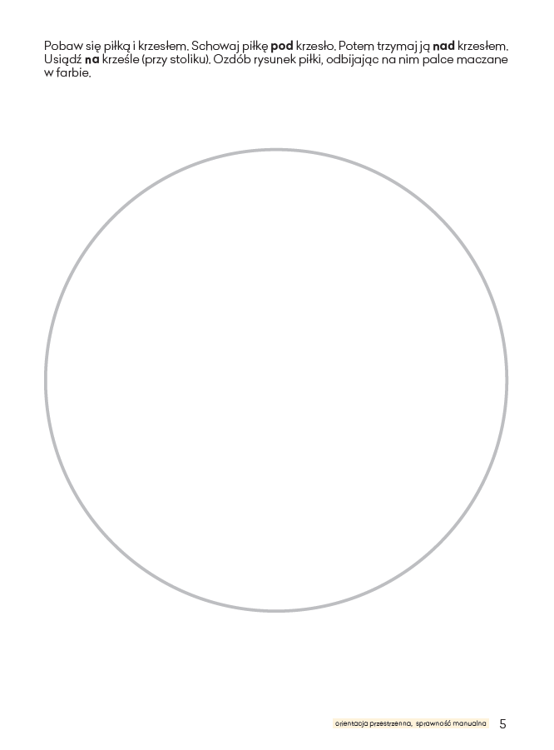 Pobaw się piłką i krzesłem. Schowaj piłkę pod krzesło. Potem trzymaj ją nad krzesłem.
Usiądź na krześle (przy stoliku). Ozdób rysunek piłki, odbijając na nim palce maczane
w farbie.
orientacja przestrzenna, sprawność manualna 5